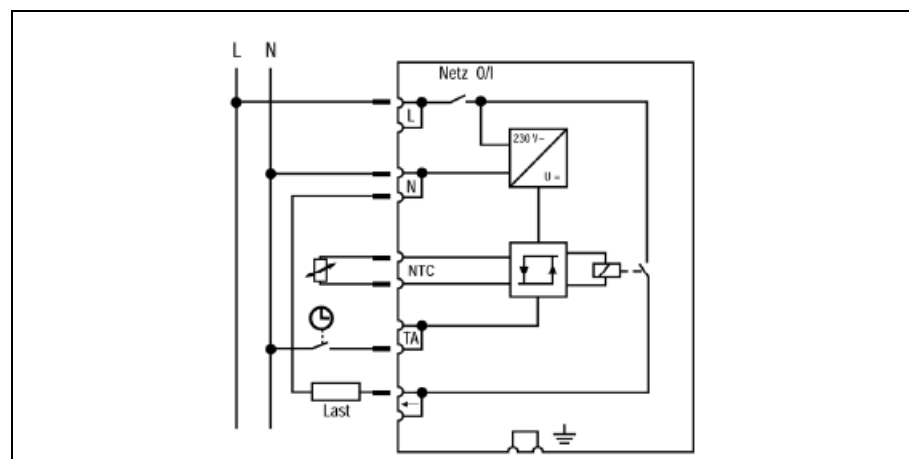 L N
Netz 0/I
L
230 V~
U =
N
NTC
TA
Last